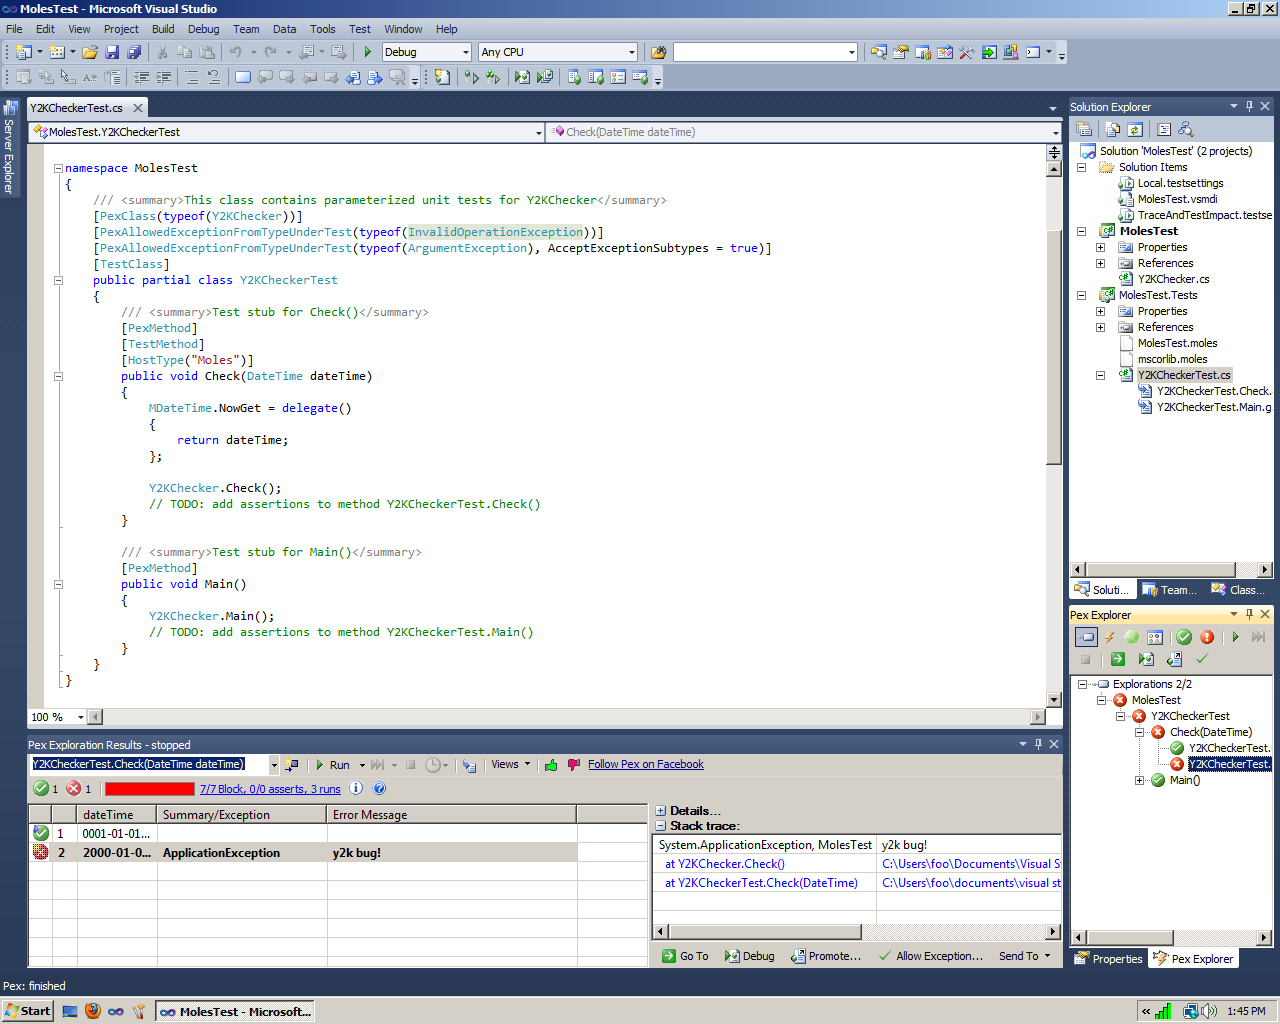 MolesTest - Microsoft Visual Studio
File Edit View Project Build Debug Team Data Tools Test Window Help
Debug Any CPU
Server Explorer
Y2KCheckerTest.cs
MolesTest.Y2KCheckerTest Check(DateTime dateTime)
namespace MolesTest
{
/// <summary>This class contains parameterized unit tests for Y2KChecker</summary>
[PexClass(typeof(Y2KChecker))]
[PexAllowedExceptionFromTypeUnderTest(typeof(InvalidOperationException))]
[PexAllowedExceptionFromTypeUnderTest(typeof(ArgumentException), AcceptExceptionSubtypes = true)]
[TestClass]
public partial class Y2KCheckerTest
{
/// <summary>Test stub for Check()</summary>
[PexMethod]
[TestMethod]
[HostType("Moles")]
public void Check(DateTime dateTime)
{
MDateTime.NowGet = delegate()
{
return dateTime;
};
Y2KChecker.Check();
// TODO: add assertions to method Y2KCheckerTest.Check()
}
/// <summary>Test stub for Main()</summary>
[PexMethod]
public void Main()
{
Y2KChecker.Main();
// TODO: add assertions to method Y2KCheckerTest.Main()
}
}
}
100 %
Solution Explorer
Solution 'MolesTest' (2 projects)
Solution Items
Local.testsettings
MolesTest.vsmdi
TraceAndTestImpact.testse
MolesTest
Properties
References
Y2KChecker.cs
MolesTest.Tests
Properties
References
MolesTest.moles
mscorlib.moles
Y2KCheckerTest.cs
Y2KCheckerTest.Check.
Y2KCheckerTest.Main.g
Soluti... Team... Class...
Pex Explorer
Explorations 2/2
MolesTest
Y2KCheckerTest
Check(DateTime)
Y2KCheckerTest.
Y2KCheckerTest.
Main()
Properties Pex Explorer
Pex Exploration Results - stopped
Y2KCheckerTest.Check(DateTime dateTime) Run Views Follow Pex on Facebook
1 1 7/7 Block, 0/0 asserts, 3 runs
dateTime Summary/Exception Error Message
1 0001-01-01...
2 2000-01-0... ApplicationException y2k bug!
Details...
Stack trace:
System.ApplicationException, MolesTest y2k bug!
at Y2KChecker.Check() C:\Users\foo\Documents\Visual S
at Y2KCheckerTest.Check(DateTime) C:\Users\foo\documents\visual st
Go To Debug Promote... Allow Exception... Send To
Pex: finished
Start MolesTest - Microsoft... « 1:45 PM